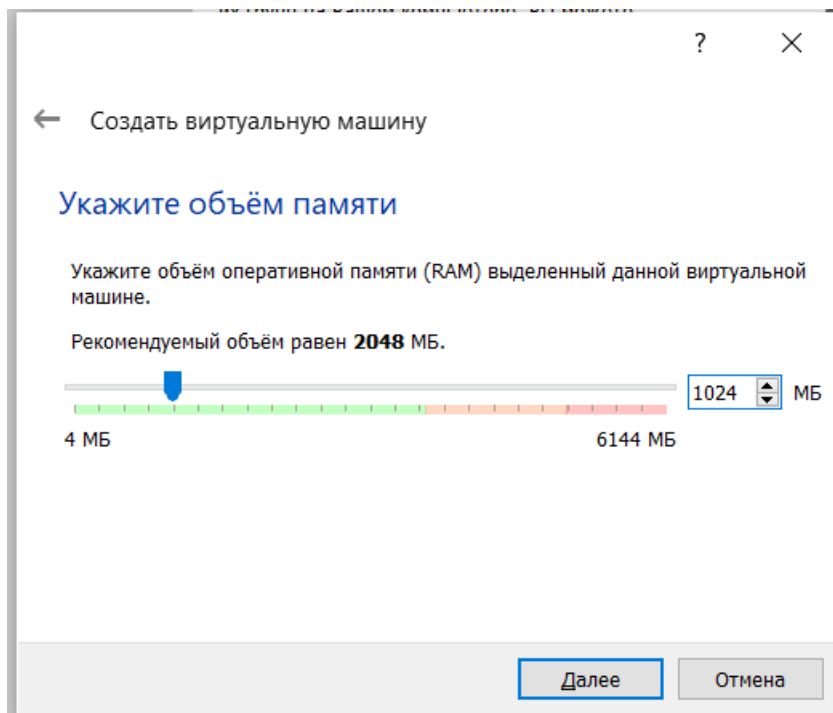 ?
Создать виртуальную машину
Укажите объём памяти
Укажите объём оперативной памяти (RAM) выделенный данной виртуальной
машине.
Рекомендуемый объём равен 2048 МБ.
1024 МБ
4 МБ 6144 МБ
Далее Отмена